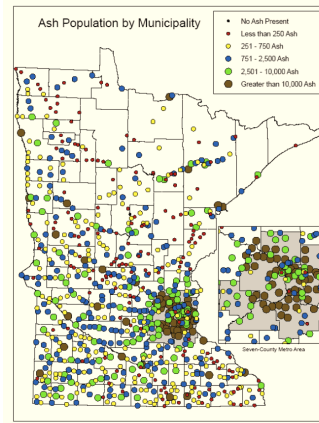 Ash Population by Municipality
No Ash Present
Less than 250 Ash
251 - 750 Ash
751 - 2,500 Ash
2,501 - 10,000 Ash
Greater than 10,000 Ash
Seven-County Metro Area